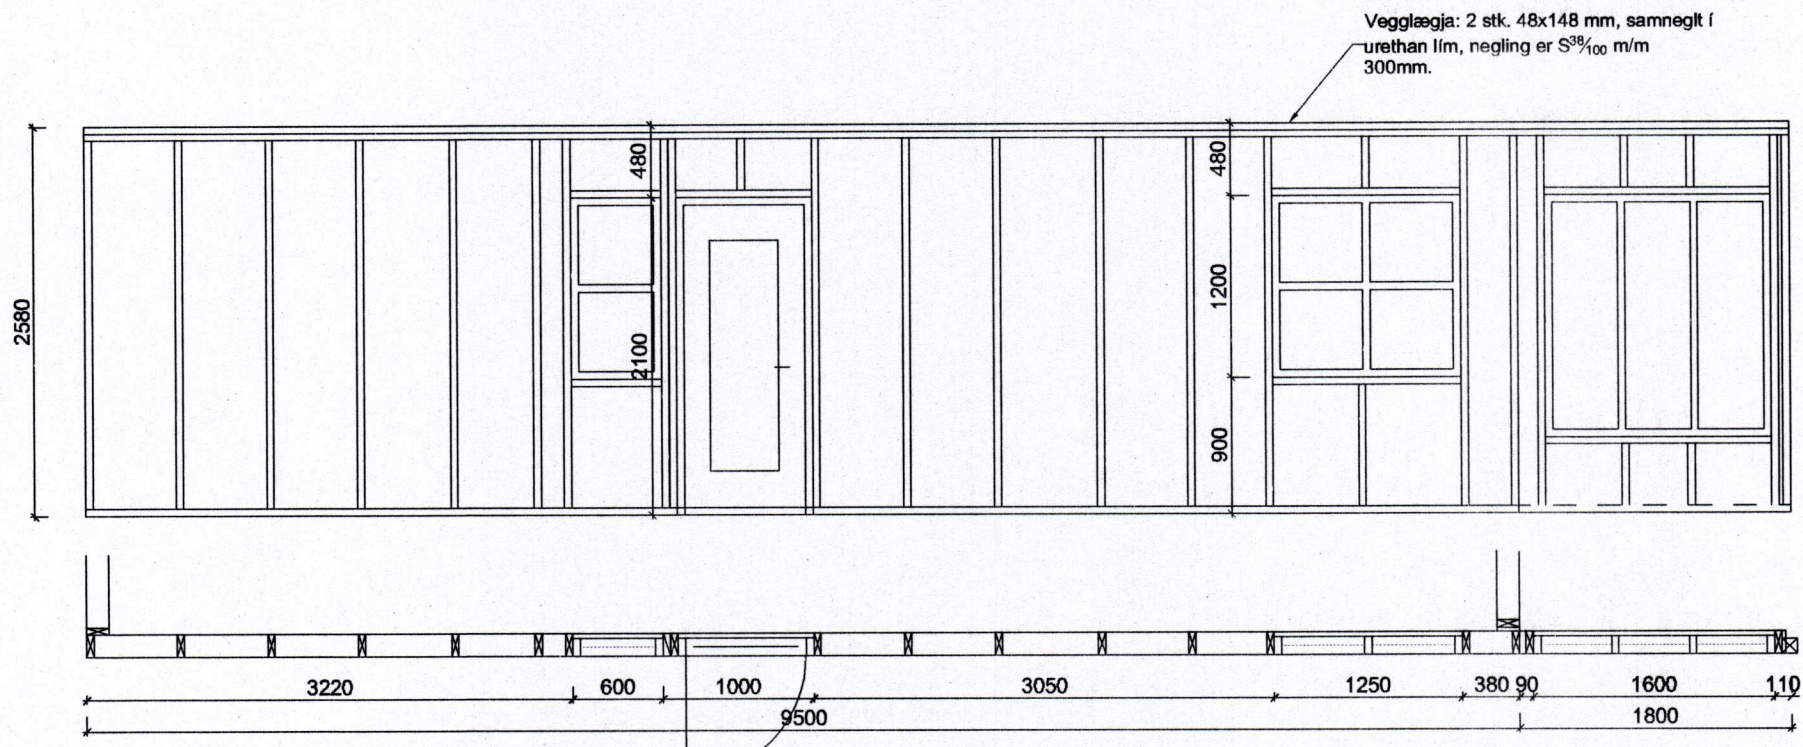 Vegglægja: 2 stk. 48x148 mm, samneglt í
urethan lím, negling er S³⁸⁄₁₀₀ m/m
300mm.
480
480
2580
2100
1200
900
3220 600 1000 3050 1250 380 90 1600 110
9500 1800